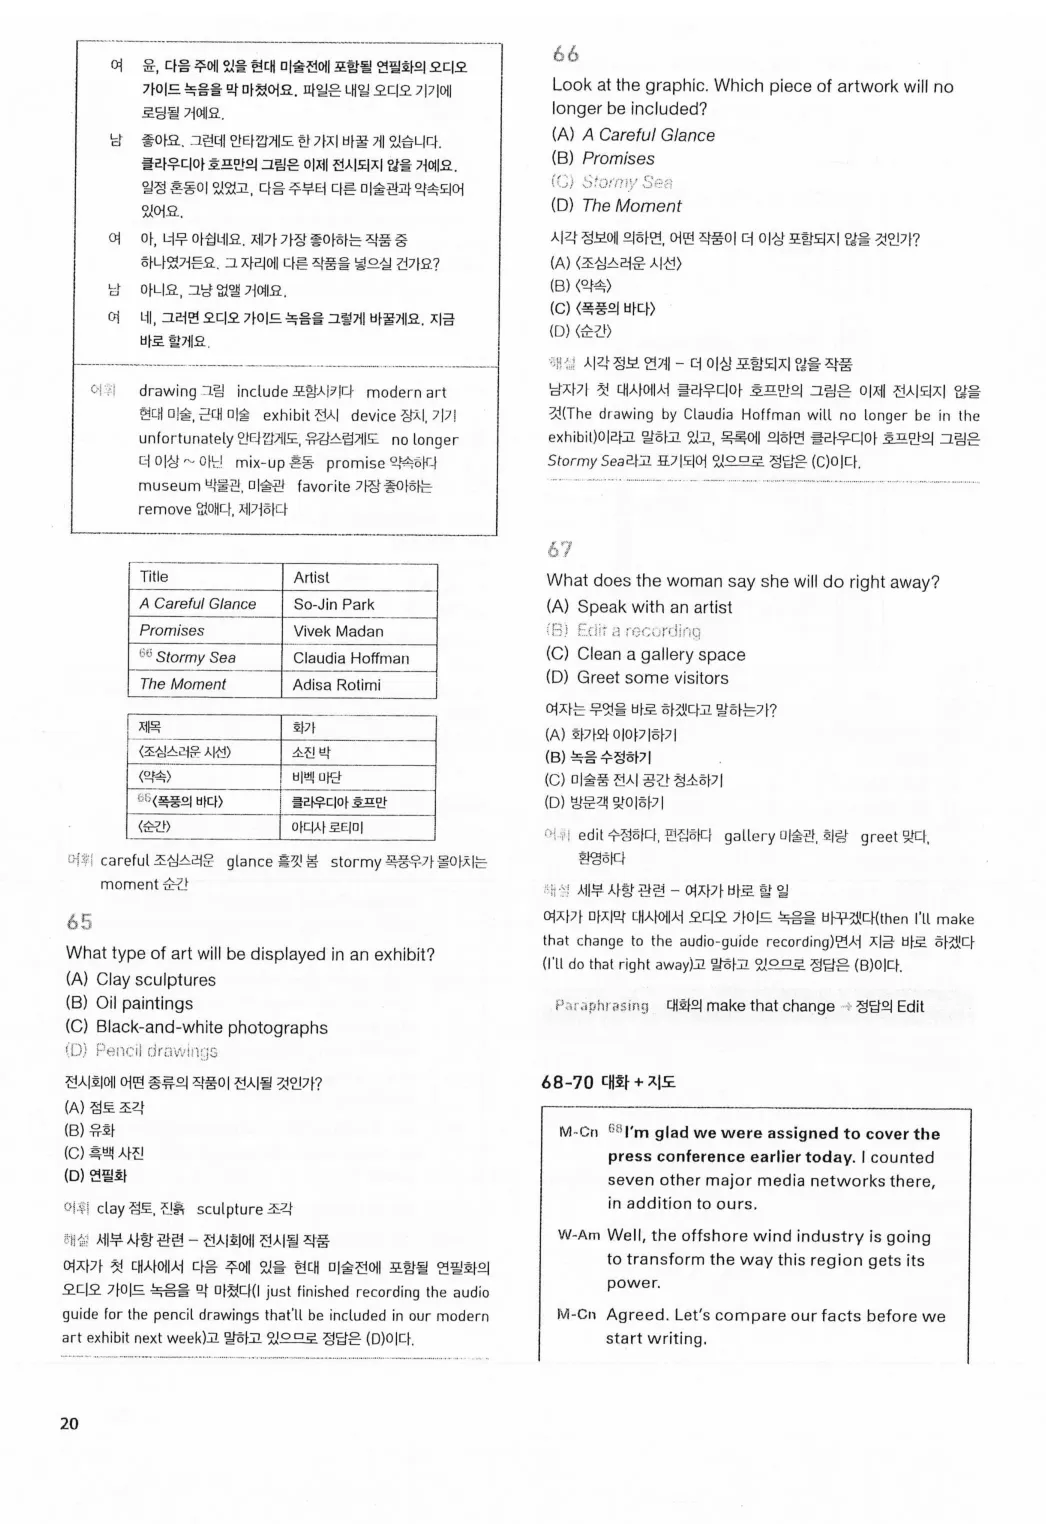 여 윤, 다음 주에 있을 현대 미술전에 포함될 연필화의 오디오
가이드 녹음을 막 마쳤어요. 파일은 내일 오디오 기기에
로딩될 거예요.
남 좋아요. 그런데 안타깝게도 한 가지 바꿀 게 있습니다.
클라우디아 호프만의 그림은 이제 전시되지 않을 거예요.
일정 혼동이 있었고, 다음 주부터 다른 미술관과 약속되어
있어요.
여 아, 너무 아쉽네요. 제가 가장 좋아하는 작품 중
하나였거든요. 그 자리에 다른 작품을 넣으실 건가요?
남 아니요, 그냥 없앨 거예요.
여 네, 그러면 오디오 가이드 녹음을 그렇게 바꿀게요. 지금
바로 할게요.
어휘 drawing 그림 include 포함시키다 modern art
현대 미술, 근대 미술 exhibit 전시 device 장치, 기기
unfortunately 안타깝게도, 유감스럽게도 no longer
더 이상 ~ 아닌 mix-up 혼동 promise 약속하다
museum 박물관, 미술관 favorite 가장 좋아하는
remove 없애다, 제거하다
Title Artist
A Careful Glance So-Jin Park
Promises Vivek Madan
66 Stormy Sea Claudia Hoffman
The Moment Adisa Rotimi
제목 화가
〈조심스러운 시선〉 소진 박
〈약속〉 비벡 마단
66〈폭풍의 바다〉 클라우디아 호프만
〈순간〉 아디사 로티미
어휘 careful 조심스러운 glance 흘낏 봄 stormy 폭풍우가 몰아치는
moment 순간
65
What type of art will be displayed in an exhibit?
(A) Clay sculptures
(B) Oil paintings
(C) Black-and-white photographs
(D) Pencil drawings
전시회에 어떤 종류의 작품이 전시될 것인가?
(A) 점토 조각
(B) 유화
(C) 흑백 사진
(D) 연필화
어휘 clay 점토, 진흙 sculpture 조각
해설 세부 사항 관련 – 전시회에 전시될 작품
여자가 첫 대사에서 다음 주에 있을 현대 미술전에 포함될 연필화의
오디오 가이드 녹음을 막 마쳤다(I just finished recording the audio
guide for the pencil drawings that'll be included in our modern
art exhibit next week)고 말하고 있으므로 정답은 (D)이다.
66
Look at the graphic. Which piece of artwork will no
longer be included?
(A) A Careful Glance
(B) Promises
(C) Stormy Sea
(D) The Moment
시각 정보에 의하면, 어떤 작품이 더 이상 포함되지 않을 것인가?
(A) 〈조심스러운 시선〉
(B) 〈약속〉
(C) 〈폭풍의 바다〉
(D) 〈순간〉
해설 시각 정보 연계 – 더 이상 포함되지 않을 작품
남자가 첫 대사에서 클라우디아 호프만의 그림은 이제 전시되지 않을
것(The drawing by Claudia Hoffman will no longer be in the
exhibit)이라고 말하고 있고, 목록에 의하면 클라우디아 호프만의 그림은
Stormy Sea라고 표기되어 있으므로 정답은 (C)이다.
67
What does the woman say she will do right away?
(A) Speak with an artist
(B) Edit a recording
(C) Clean a gallery space
(D) Greet some visitors
여자는 무엇을 바로 하겠다고 말하는가?
(A) 화가와 이야기하기
(B) 녹음 수정하기
(C) 미술품 전시 공간 청소하기
(D) 방문객 맞이하기
어휘 edit 수정하다, 편집하다 gallery 미술관, 화랑 greet 맞다,
환영하다
해설 세부 사항 관련 – 여자가 바로 할 일
여자가 마지막 대사에서 오디오 가이드 녹음을 바꾸겠다(then I'll make
that change to the audio-guide recording)면서 지금 바로 하겠다
(I'll do that right away)고 말하고 있으므로 정답은 (B)이다.
Paraphrasing 대화의 make that change → 정답의 Edit
68-70 대화 + 지도
M-Cn 68 I'm glad we were assigned to cover the
press conference earlier today. I counted
seven other major media networks there,
in addition to ours.
W-Am Well, the offshore wind industry is going
to transform the way this region gets its
power.
M-Cn Agreed. Let's compare our facts before we
start writing.
20